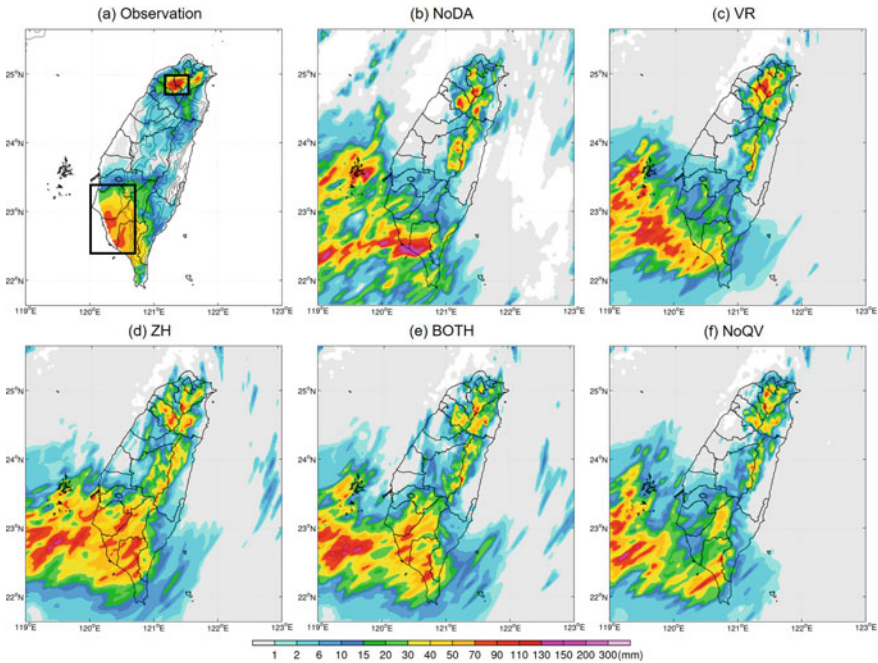 (a) Observation (b) NoDA (c) VR
25°N 25°N 25°N
24°N 24°N 24°N
23°N 23°N 23°N
22°N 22°N 22°N
119°E 120°E 121°E 122°E 123°E 119°E 120°E 121°E 122°E 123°E 119°E 120°E 121°E 122°E 123°E
(d) ZH (e) BOTH (f) NoQV
25°N 25°N 25°N
24°N 24°N 24°N
23°N 23°N 23°N
22°N 22°N 22°N
119°E 120°E 121°E 122°E 123°E 119°E 120°E 121°E 122°E 123°E 119°E 120°E 121°E 122°E 123°E
1 2 6 10 15 20 30 40 50 70 90 110 130 150 200 300(mm)